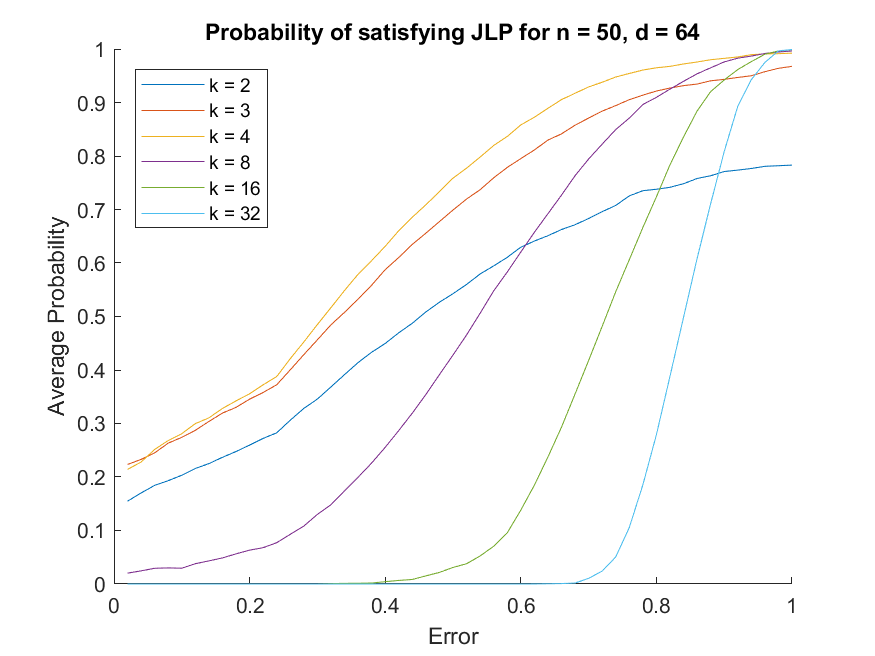 Probability of satisfying JLP for n = 50, d = 64
1
0.9
0.8
0.7
0.6
0.5
0.4
0.3
0.2
0.1
0
Average Probability
k = 2
k = 3
k = 4
k = 8
k = 16
k = 32
0 0.2 0.4 0.6 0.8 1
Error